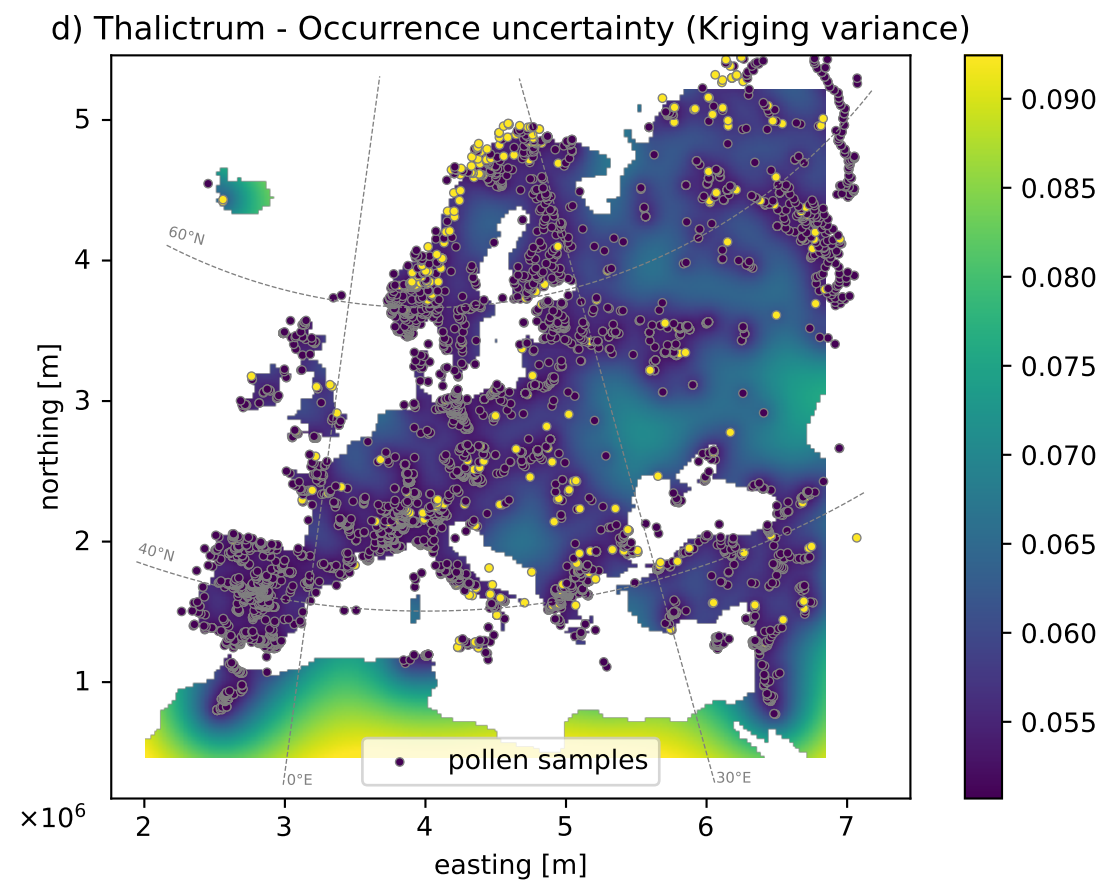 d) Thalictrum - Occurrence uncertainty (Kriging variance)
5
4
3
2
1
northing [m]
×10⁶
2 3 4 5 6 7
easting [m]
60°N
40°N
0°E
30°E
pollen samples
0.090
0.085
0.080
0.075
0.070
0.065
0.060
0.055